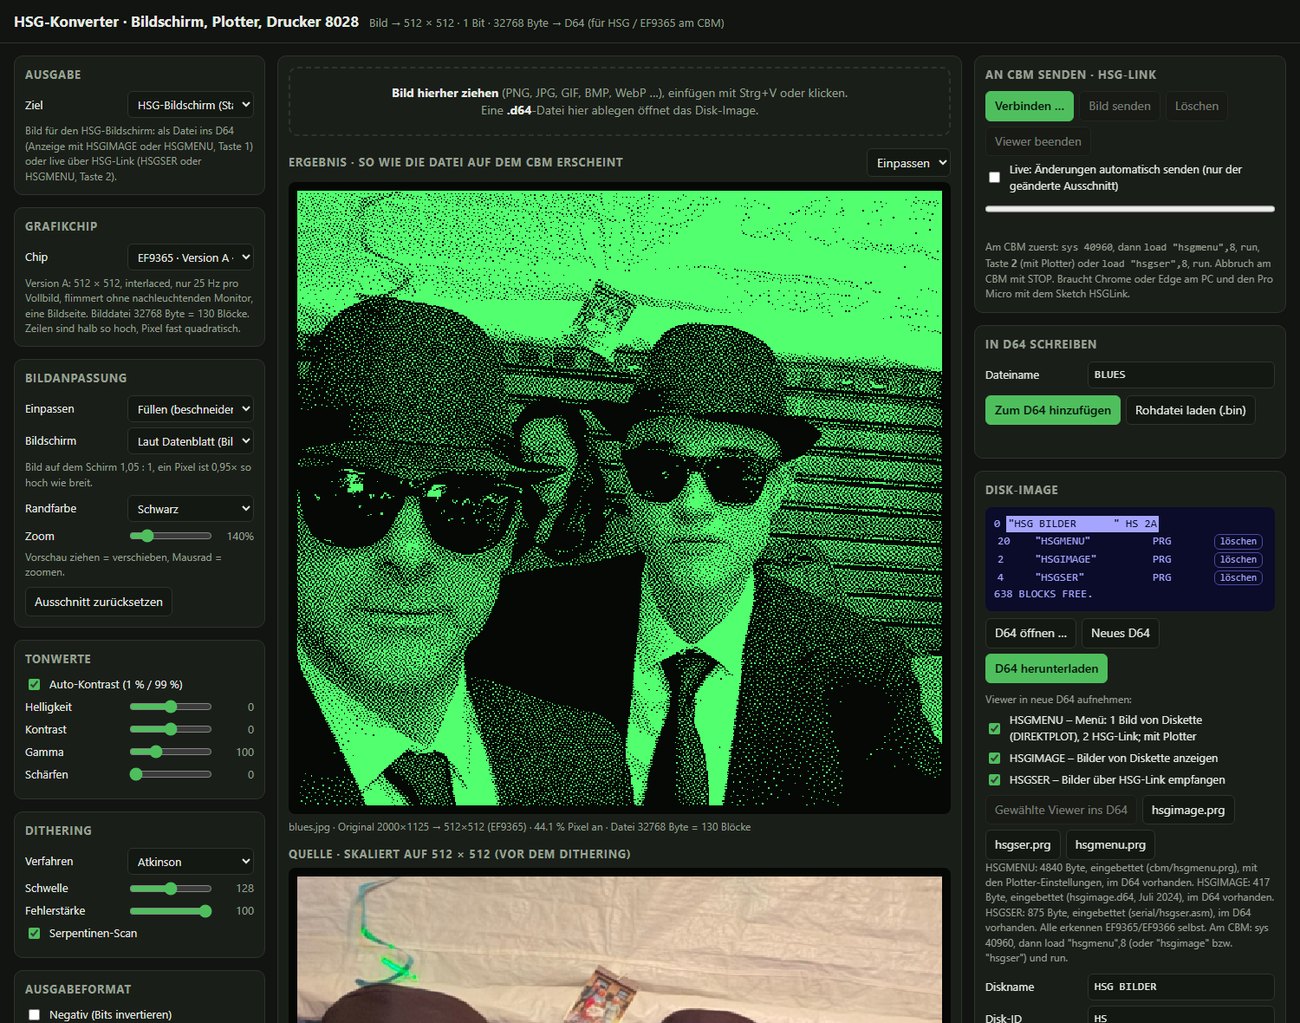 HSG-Konverter · Bildschirm, Plotter, Drucker 8028 Bild → 512 × 512 · 1 Bit · 32768 Byte → D64 (für HSG / EF9365 am CBM)
AUSGABE
Ziel HSG-Bildschirm (Sta
Bild für den HSG-Bildschirm: als Datei ins D64
(Anzeige mit HSGIMAGE oder HSGMENU, Taste 1)
oder live über HSG-Link (HSGSER oder
HSGMENU, Taste 2).
GRAFIKCHIP
Chip EF9365 · Version A ·
Version A: 512 × 512, interlaced, nur 25 Hz pro
Vollbild, flimmert ohne nachleuchtenden Monitor,
eine Bildseite. Bilddatei 32768 Byte = 130 Blöcke.
Zeilen sind halb so hoch, Pixel fast quadratisch.
BILDANPASSUNG
Einpassen Füllen (beschneiden
Bildschirm Laut Datenblatt (Bil
Bild auf dem Schirm 1,05 : 1, ein Pixel ist 0,95× so
hoch wie breit.
Randfarbe Schwarz
Zoom 140%
Vorschau ziehen = verschieben, Mausrad =
zoomen.
Ausschnitt zurücksetzen
TONWERTE
Auto-Kontrast (1 % / 99 %)
Helligkeit 0
Kontrast 0
Gamma 100
Schärfen 0
DITHERING
Verfahren Atkinson
Schwelle 128
Fehlerstärke 100
Serpentinen-Scan
AUSGABEFORMAT
Negativ (Bits invertieren)
Bild hierher ziehen (PNG, JPG, GIF, BMP, WebP ...), einfügen mit Strg+V oder klicken.
Eine .d64-Datei hier ablegen öffnet das Disk-Image.
ERGEBNIS · SO WIE DIE DATEI AUF DEM CBM ERSCHEINT Einpassen
blues.jpg · Original 2000×1125 → 512×512 (EF9365) · 44.1 % Pixel an · Datei 32768 Byte = 130 Blöcke
QUELLE · SKALIERT AUF 512 × 512 (VOR DEM DITHERING)
AN CBM SENDEN · HSG-LINK
Verbinden ... Bild senden Löschen
Viewer beenden
Live: Änderungen automatisch senden (nur der
geänderte Ausschnitt)
Am CBM zuerst: sys 40960, dann load "hsgmenu",8, run,
Taste 2 (mit Plotter) oder load "hsgser",8, run. Abbruch am
CBM mit STOP. Braucht Chrome oder Edge am PC und den Pro
Micro mit dem Sketch HSGLink.
IN D64 SCHREIBEN
Dateiname BLUES
Zum D64 hinzufügen Rohdatei laden (.bin)
DISK-IMAGE
0 "HSG BILDER " HS 2A
20 "HSGMENU" PRG löschen
2 "HSGIMAGE" PRG löschen
4 "HSGSER" PRG löschen
638 BLOCKS FREE.
D64 öffnen ... Neues D64
D64 herunterladen
Viewer in neue D64 aufnehmen:
HSGMENU – Menü: 1 Bild von Diskette
(DIREKTPLOT), 2 HSG-Link; mit Plotter
HSGIMAGE – Bilder von Diskette anzeigen
HSGSER – Bilder über HSG-Link empfangen
Gewählte Viewer ins D64 hsgimage.prg
hsgser.prg hsgmenu.prg
HSGMENU: 4840 Byte, eingebettet (cbm/hsgmenu.prg), mit
den Plotter-Einstellungen, im D64 vorhanden. HSGIMAGE: 417
Byte, eingebettet (hsgimage.d64, Juli 2024), im D64 vorhanden.
HSGSER: 875 Byte, eingebettet (serial/hsgser.asm), im D64
vorhanden. Alle erkennen EF9365/EF9366 selbst. Am CBM: sys
40960, dann load "hsgmenu",8 (oder "hsgimage" bzw.
"hsgser") und run.
Diskname HSG BILDER
Disk-ID HS